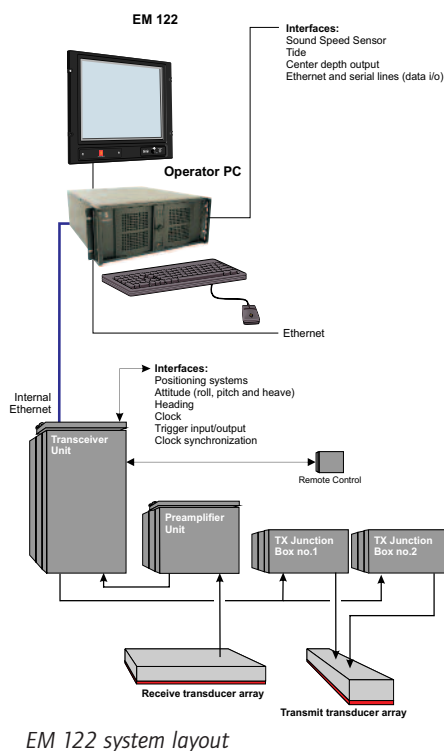 EM 122
Interfaces:
Sound Speed Sensor
Tide
Center depth output
Ethernet and serial lines (data i/o)
Operator PC
Ethernet
Internal
Ethernet
Interfaces:
Positioning systems
Attitude (roll, pitch and heave)
Heading
Clock
Trigger input/output
Clock synchronization
Transceiver
Unit
Remote Control
Preamplifier
Unit
TX Junction
Box no.1
TX Junction
Box no.2
Receive transducer array
Transmit transducer array
EM 122 system layout